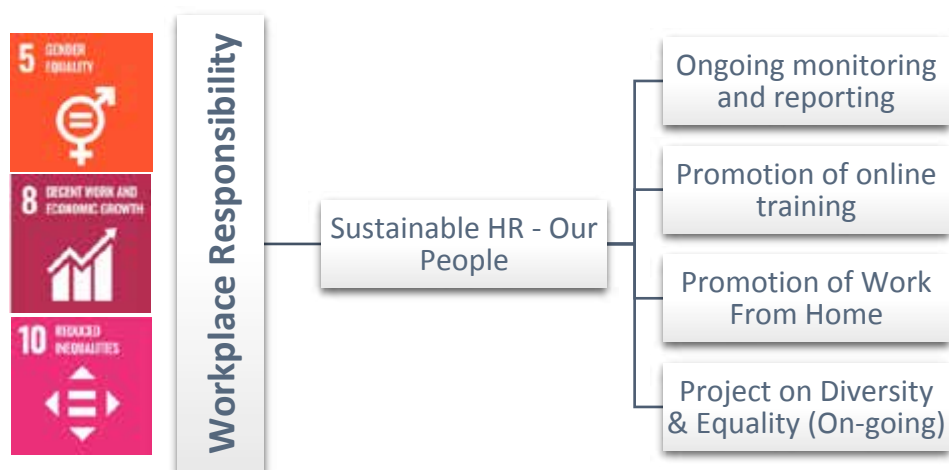 5 GENDER
EQUALITY
8 DECENT WORK AND
ECONOMIC GROWTH
10 REDUCED
INEQUALITIES
Workplace Responsibility
Sustainable HR - Our
People
Ongoing monitoring
and reporting
Promotion of online
training
Promotion of Work
From Home
Project on Diversity
& Equality (On-going)